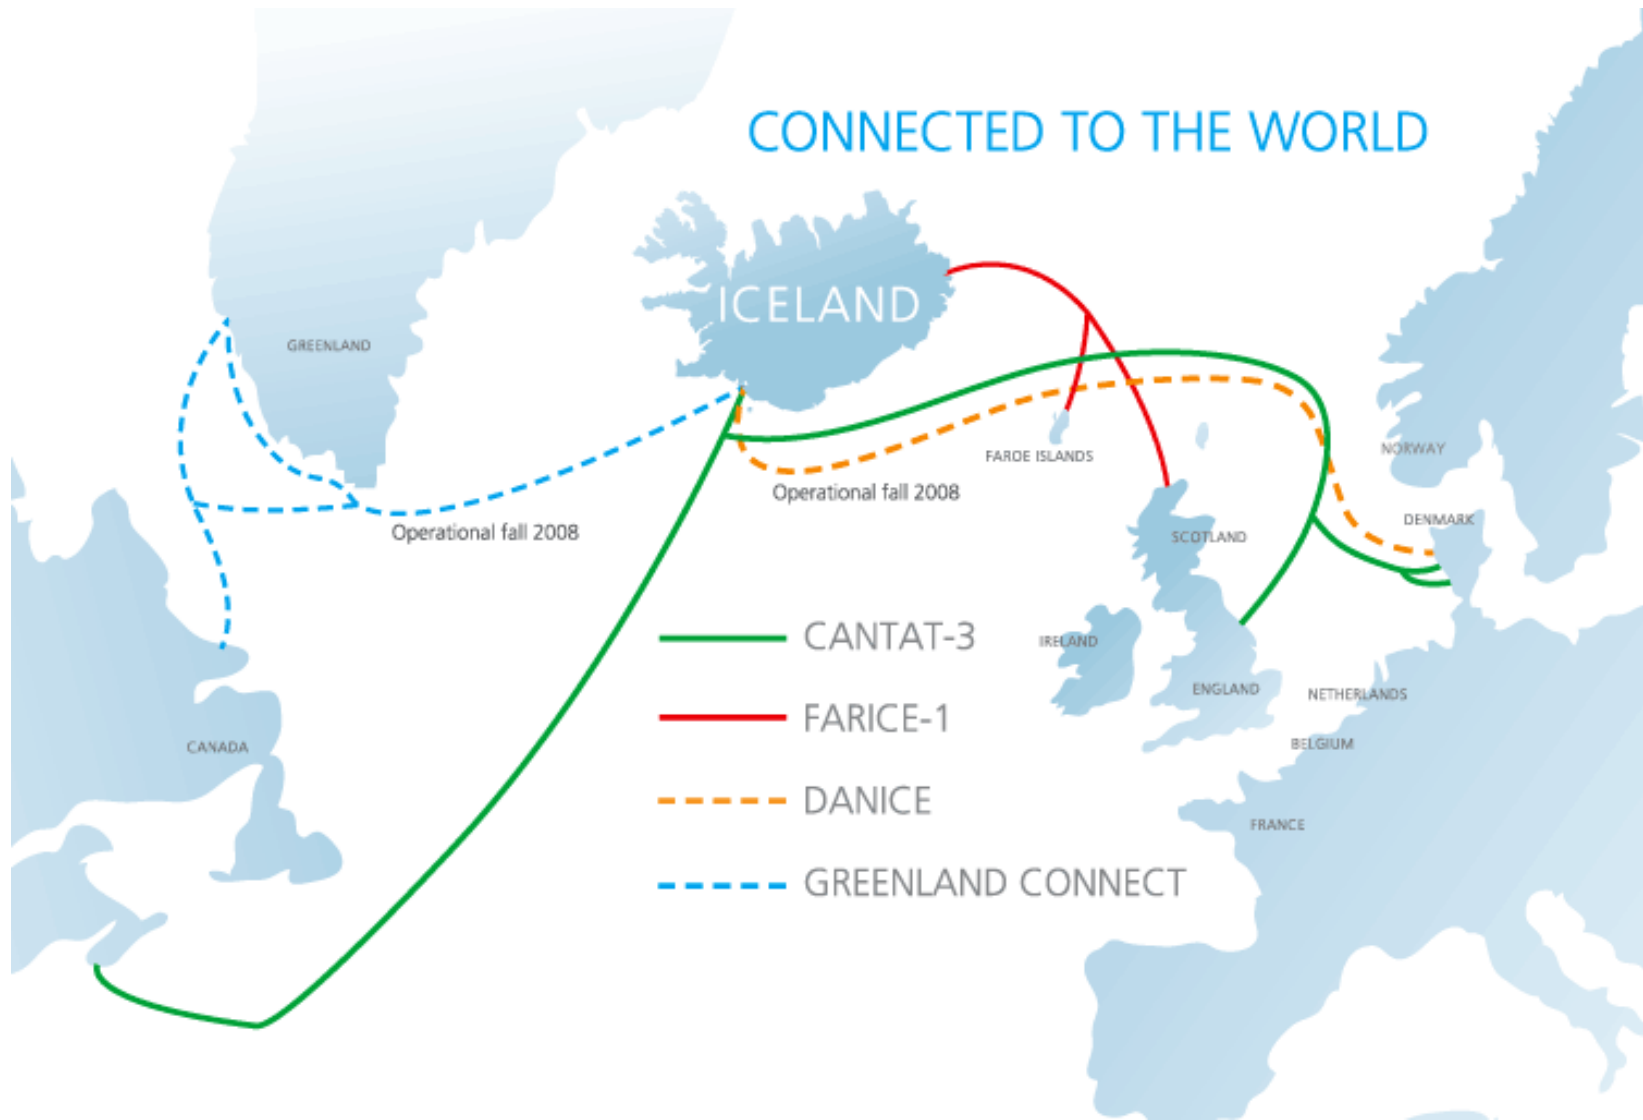 CONNECTED TO THE WORLD
ICELAND
GREENLAND
NORWAY
FAROE ISLANDS
Operational fall 2008
Operational fall 2008
DENMARK
SCOTLAND
CANTAT-3
IRELAND
ENGLAND
NETHERLANDS
FARICE-1
BELGIUM
CANADA
DANICE
FRANCE
GREENLAND CONNECT